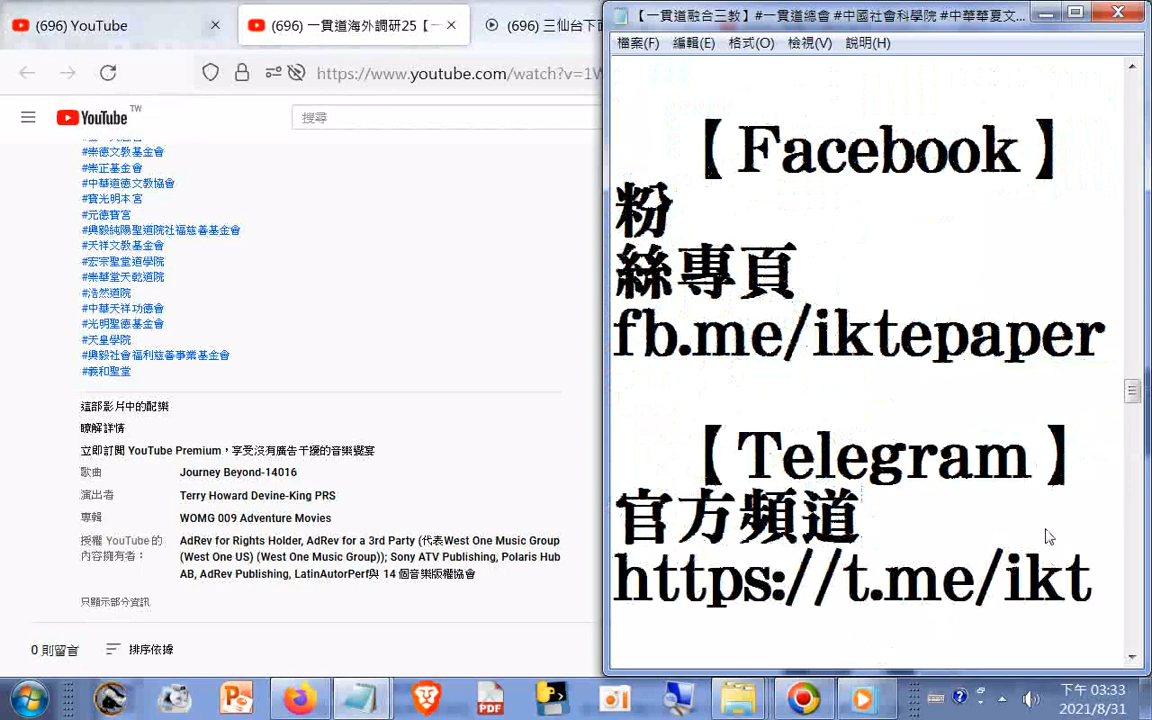 (696) YouTube
(696) 一貫道海外調研25【一
(696) 三仙台下面
https://www.youtube.com/watch?v=1W
YouTube TW
搜尋
#崇德文教基金會
#崇正基金會
#中華道德文教協會
#寶光明本宮
#元德寶宮
#興毅純陽聖道院社福慈善基金會
#天祥文教基金會
#宏宗聖堂道學院
#崇華堂天乾道院
#浩然道院
#中華天祥功德會
#光明聖德基金會
#天皇學院
#興毅社會福利慈善事業基金會
#義和聖堂
這部影片中的配樂
瞭解詳情
立即訂閱 YouTube Premium，享受沒有廣告干擾的音樂饗宴
歌曲 Journey Beyond-14016
演出者 Terry Howard Devine-King PRS
專輯 WOMG 009 Adventure Movies
授權 YouTube 的 AdRev for Rights Holder, AdRev for a 3rd Party (代表West One Music Group
內容擁有者： (West One US) (West One Music Group)); Sony ATV Publishing, Polaris Hub
AB, AdRev Publishing, LatinAutorPerf與 14 個音樂版權協會
只顯示部分資訊
0 則留言 排序依據
【一貫道融合三教】#一貫道總會 #中國社會科學院 #中華華夏文...
檔案(F) 編輯(E) 格式(O) 檢視(V) 說明(H)
【Facebook】
粉
絲專頁
fb.me/iktepaper
【Telegram】
官方頻道
https://t.me/ikt
PDF
下午 03:33
2021/8/31